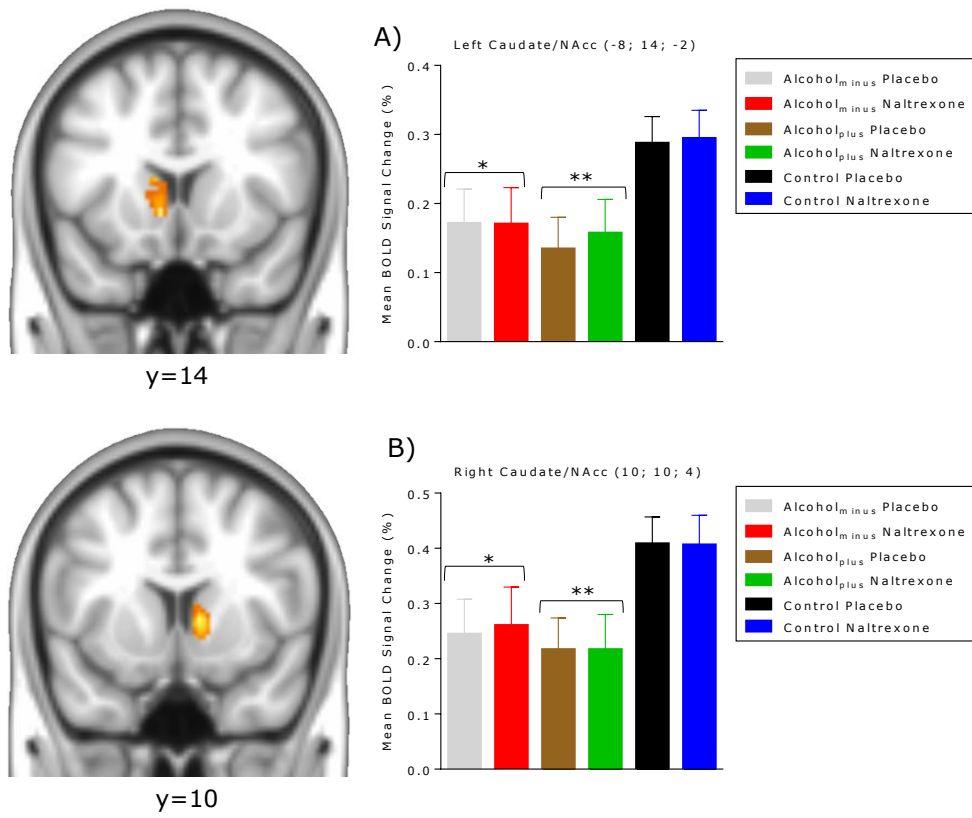 A)
Left Caudate/NAcc (-8; 14; -2)
Mean BOLD Signal Change (%)
0.4
0.3
0.2
0.1
0.0
*
**
Alcoholminus Placebo
Alcoholminus Naltrexone
Alcoholplus Placebo
Alcoholplus Naltrexone
Control Placebo
Control Naltrexone
y=14
B)
Right Caudate/NAcc (10; 10; 4)
Mean BOLD Signal Change (%)
0.5
0.4
0.3
0.2
0.1
0.0
*
**
Alcoholminus Placebo
Alcoholminus Naltrexone
Alcoholplus Placebo
Alcoholplus Naltrexone
Control Placebo
Control Naltrexone
y=10